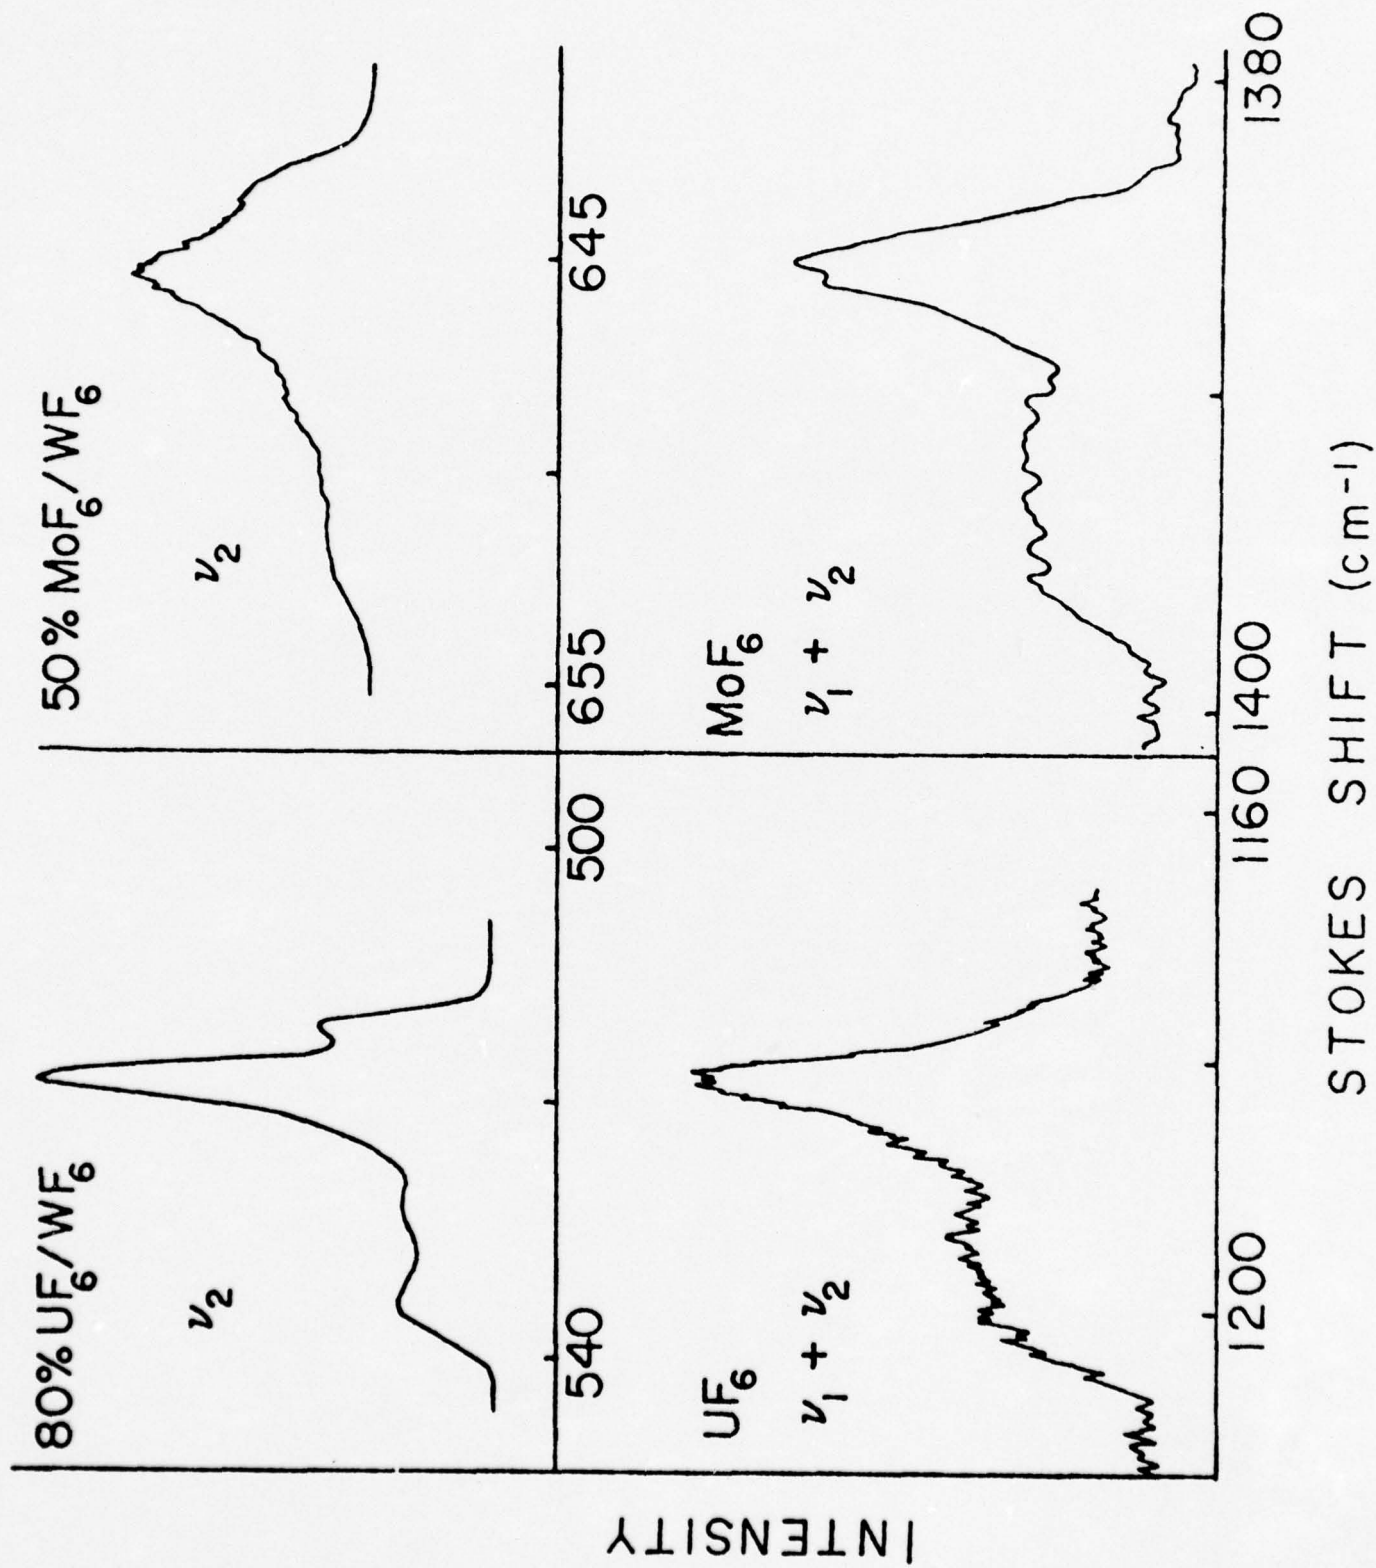 INTENSITY
80% UF₆/WF₆
ν₂
540
500
50% MoF₆/WF₆
ν₂
655
645
UF₆
ν₁ + ν₂
1200
1160
MoF₆
ν₁ + ν₂
1400
1380
STOKES SHIFT (cm⁻¹)